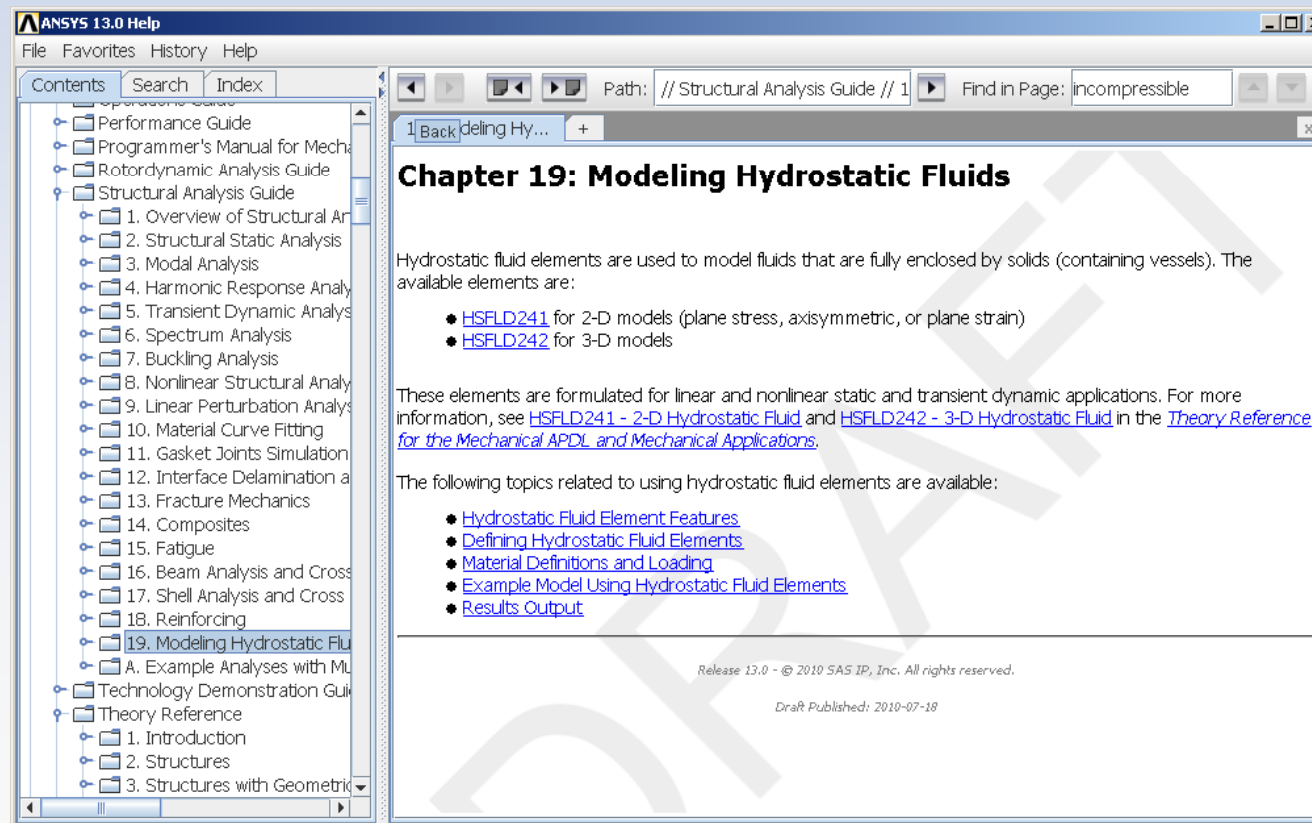 ANSYS 13.0 Help
File Favorites History Help
Contents Search Index
Performance Guide
Programmer's Manual for Mecha
Rotordynamic Analysis Guide
Structural Analysis Guide
1. Overview of Structural An
2. Structural Static Analysis
3. Modal Analysis
4. Harmonic Response Analy
5. Transient Dynamic Analys
6. Spectrum Analysis
7. Buckling Analysis
8. Nonlinear Structural Analy
9. Linear Perturbation Analys
10. Material Curve Fitting
11. Gasket Joints Simulation
12. Interface Delamination a
13. Fracture Mechanics
14. Composites
15. Fatigue
16. Beam Analysis and Cross
17. Shell Analysis and Cross
18. Reinforcing
19. Modeling Hydrostatic Flu
A. Example Analyses with Mu
Technology Demonstration Gui
Theory Reference
1. Introduction
2. Structures
3. Structures with Geometric
Path: // Structural Analysis Guide // 1 Find in Page: incompressible
1 Back deling Hy... +
Chapter 19: Modeling Hydrostatic Fluids
Hydrostatic fluid elements are used to model fluids that are fully enclosed by solids (containing vessels). The
available elements are:
● HSFLD241 for 2-D models (plane stress, axisymmetric, or plane strain)
● HSFLD242 for 3-D models
These elements are formulated for linear and nonlinear static and transient dynamic applications. For more
information, see HSFLD241 - 2-D Hydrostatic Fluid and HSFLD242 - 3-D Hydrostatic Fluid in the Theory Reference
for the Mechanical APDL and Mechanical Applications.
The following topics related to using hydrostatic fluid elements are available:
● Hydrostatic Fluid Element Features
● Defining Hydrostatic Fluid Elements
● Material Definitions and Loading
● Example Model Using Hydrostatic Fluid Elements
● Results Output
Release 13.0 - © 2010 SAS IP, Inc. All rights reserved.
Draft Published: 2010-07-18
DRAFT